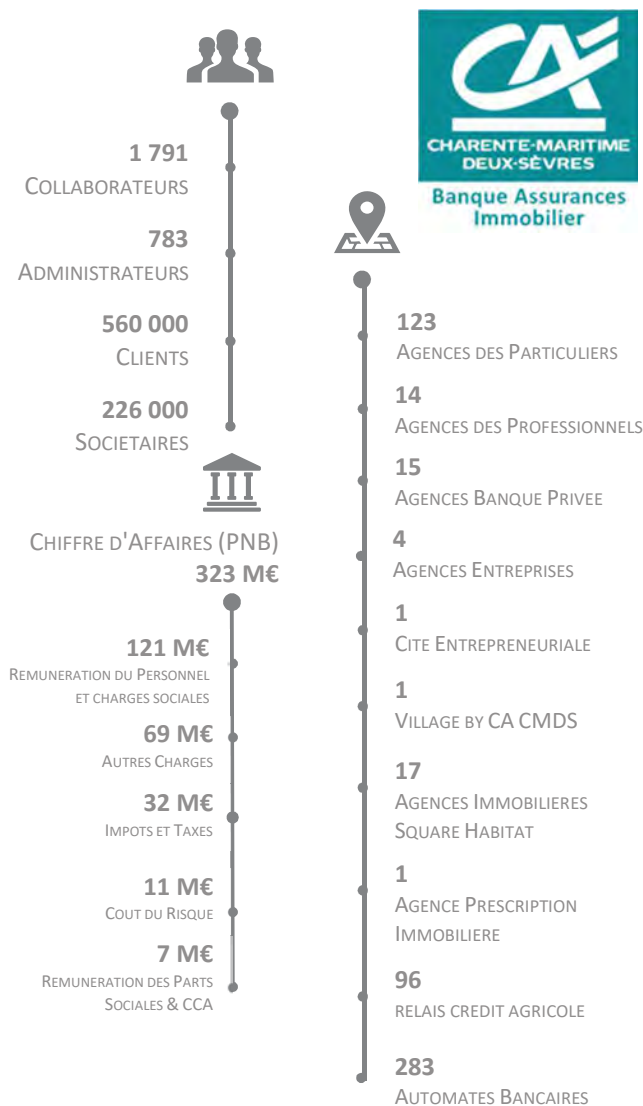 CHARENTE-MARITIME
DEUX-SÈVRES
Banque Assurances
Immobilier
1 791
COLLABORATEURS
783
ADMINISTRATEURS
560 000
CLIENTS
226 000
SOCIETAIRES
CHIFFRE D'AFFAIRES (PNB)
323 M€
121 M€
REMUNERATION DU PERSONNEL
ET CHARGES SOCIALES
69 M€
AUTRES CHARGES
32 M€
IMPOTS ET TAXES
11 M€
COUT DU RISQUE
7 M€
REMUNERATION DES PARTS
SOCIALES & CCA
123
AGENCES DES PARTICULIERS
14
AGENCES DES PROFESSIONNELS
15
AGENCES BANQUE PRIVEE
4
AGENCES ENTREPRISES
1
CITE ENTREPRENEURIALE
1
VILLAGE BY CA CMDS
17
AGENCES IMMOBILIERES
SQUARE HABITAT
1
AGENCE PRESCRIPTION
IMMOBILIERE
96
RELAIS CREDIT AGRICOLE
283
AUTOMATES BANCAIRES